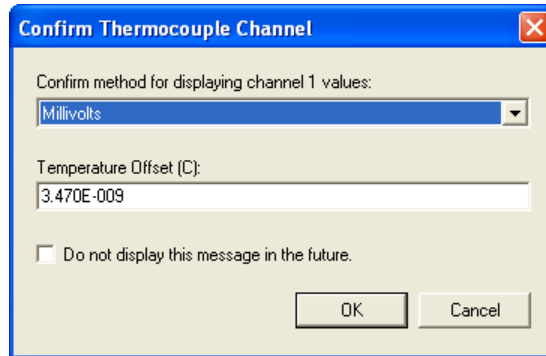 Confirm Thermocouple Channel
Confirm method for displaying channel 1 values:
Millivolts
Temperature Offset (C):
3.470E-009
Do not display this message in the future.
OK Cancel